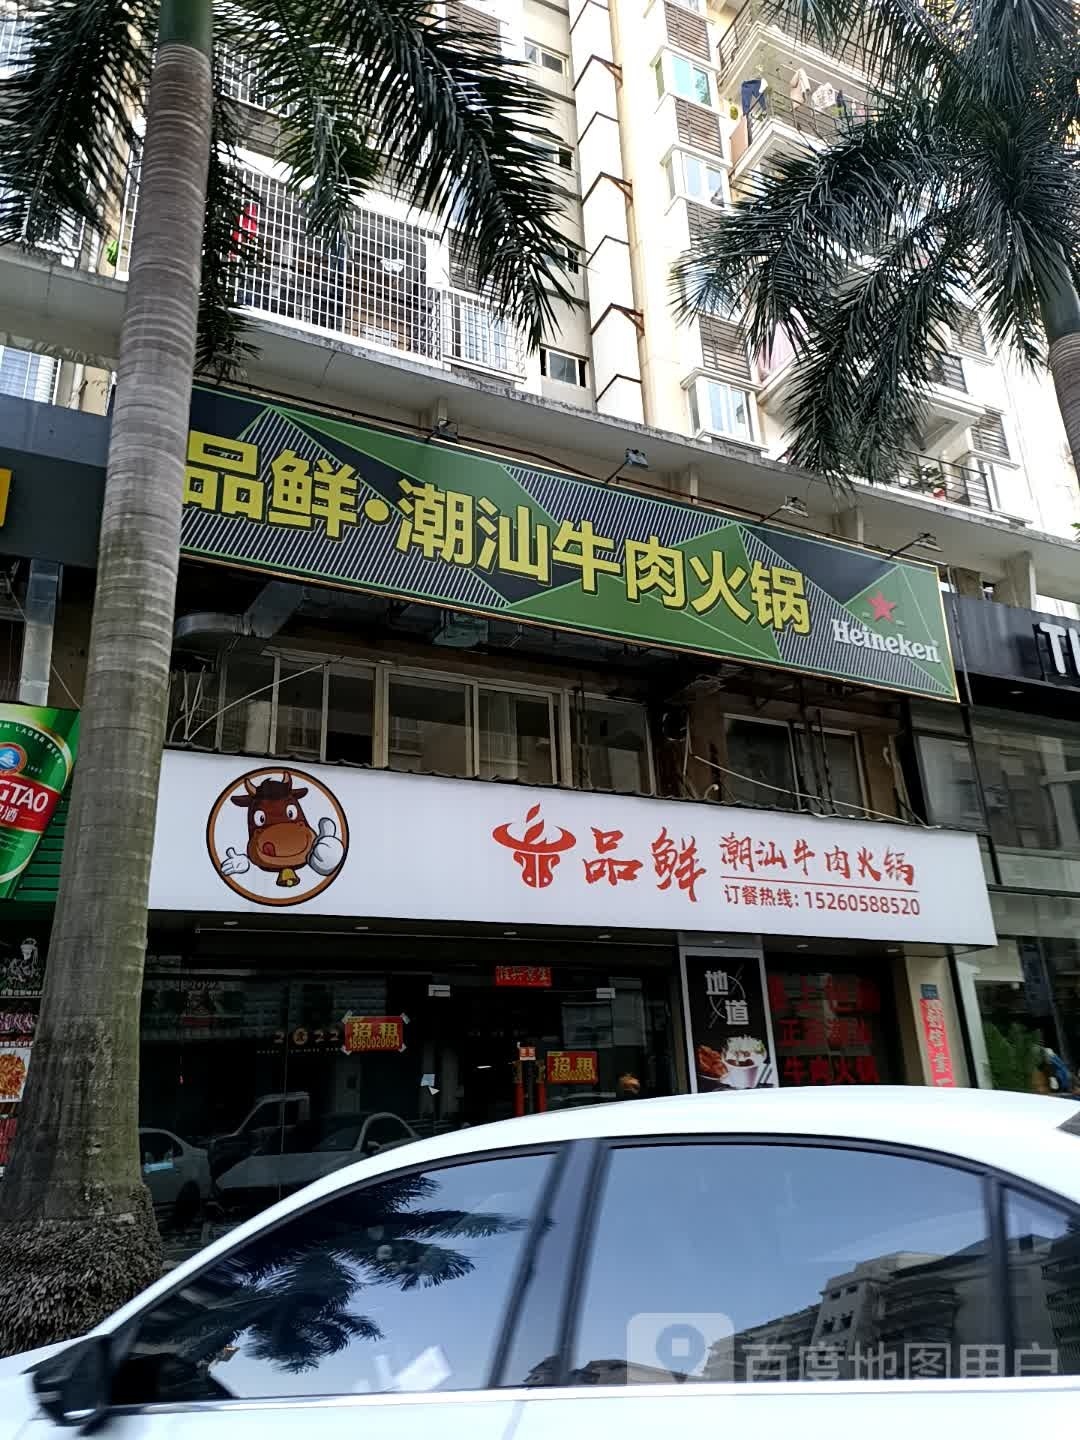 品鲜·潮汕牛肉火锅
Heineken
TAO
品鲜
潮汕牛肉火锅
订餐热线: 15260588520
2022
招租
18960020094
招租
地道
牛肉火锅
百度地图用户